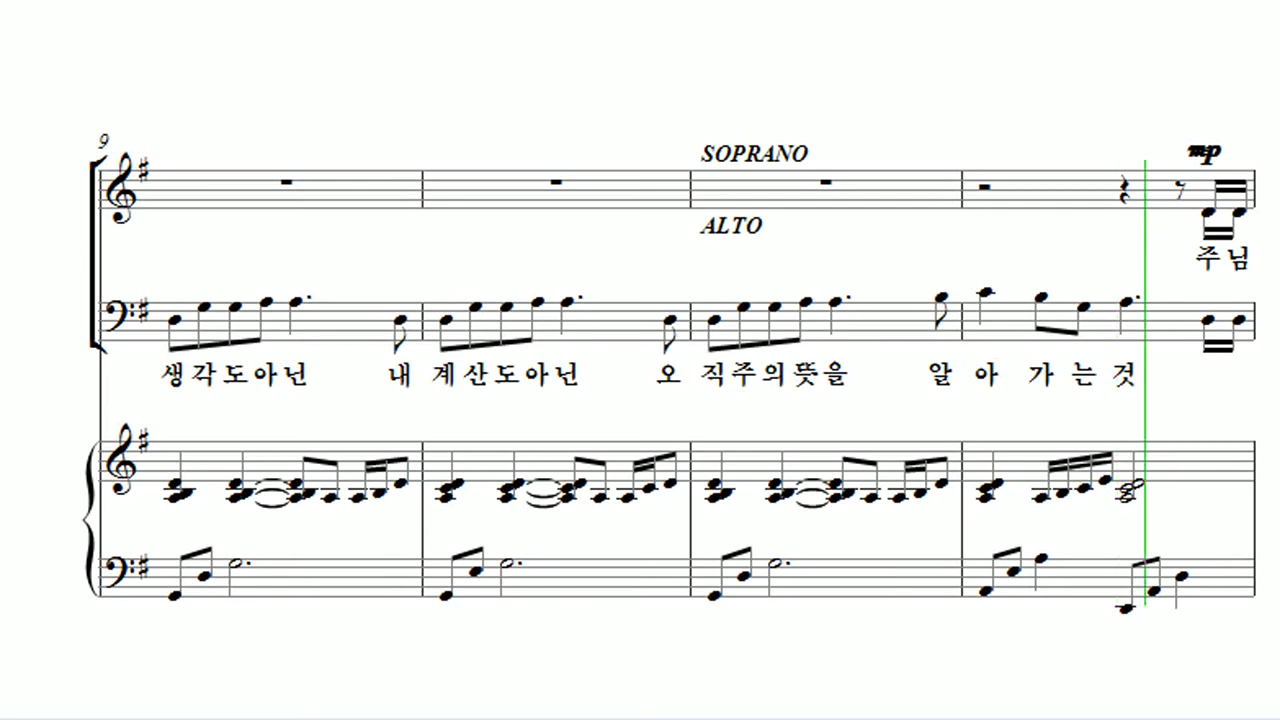 9
SOPRANO
mp
ALTO
주 님
생 각 도 아 닌 내 계 산 도 아 닌 오 직 주 의 뜻 을 알 아 가 는 것